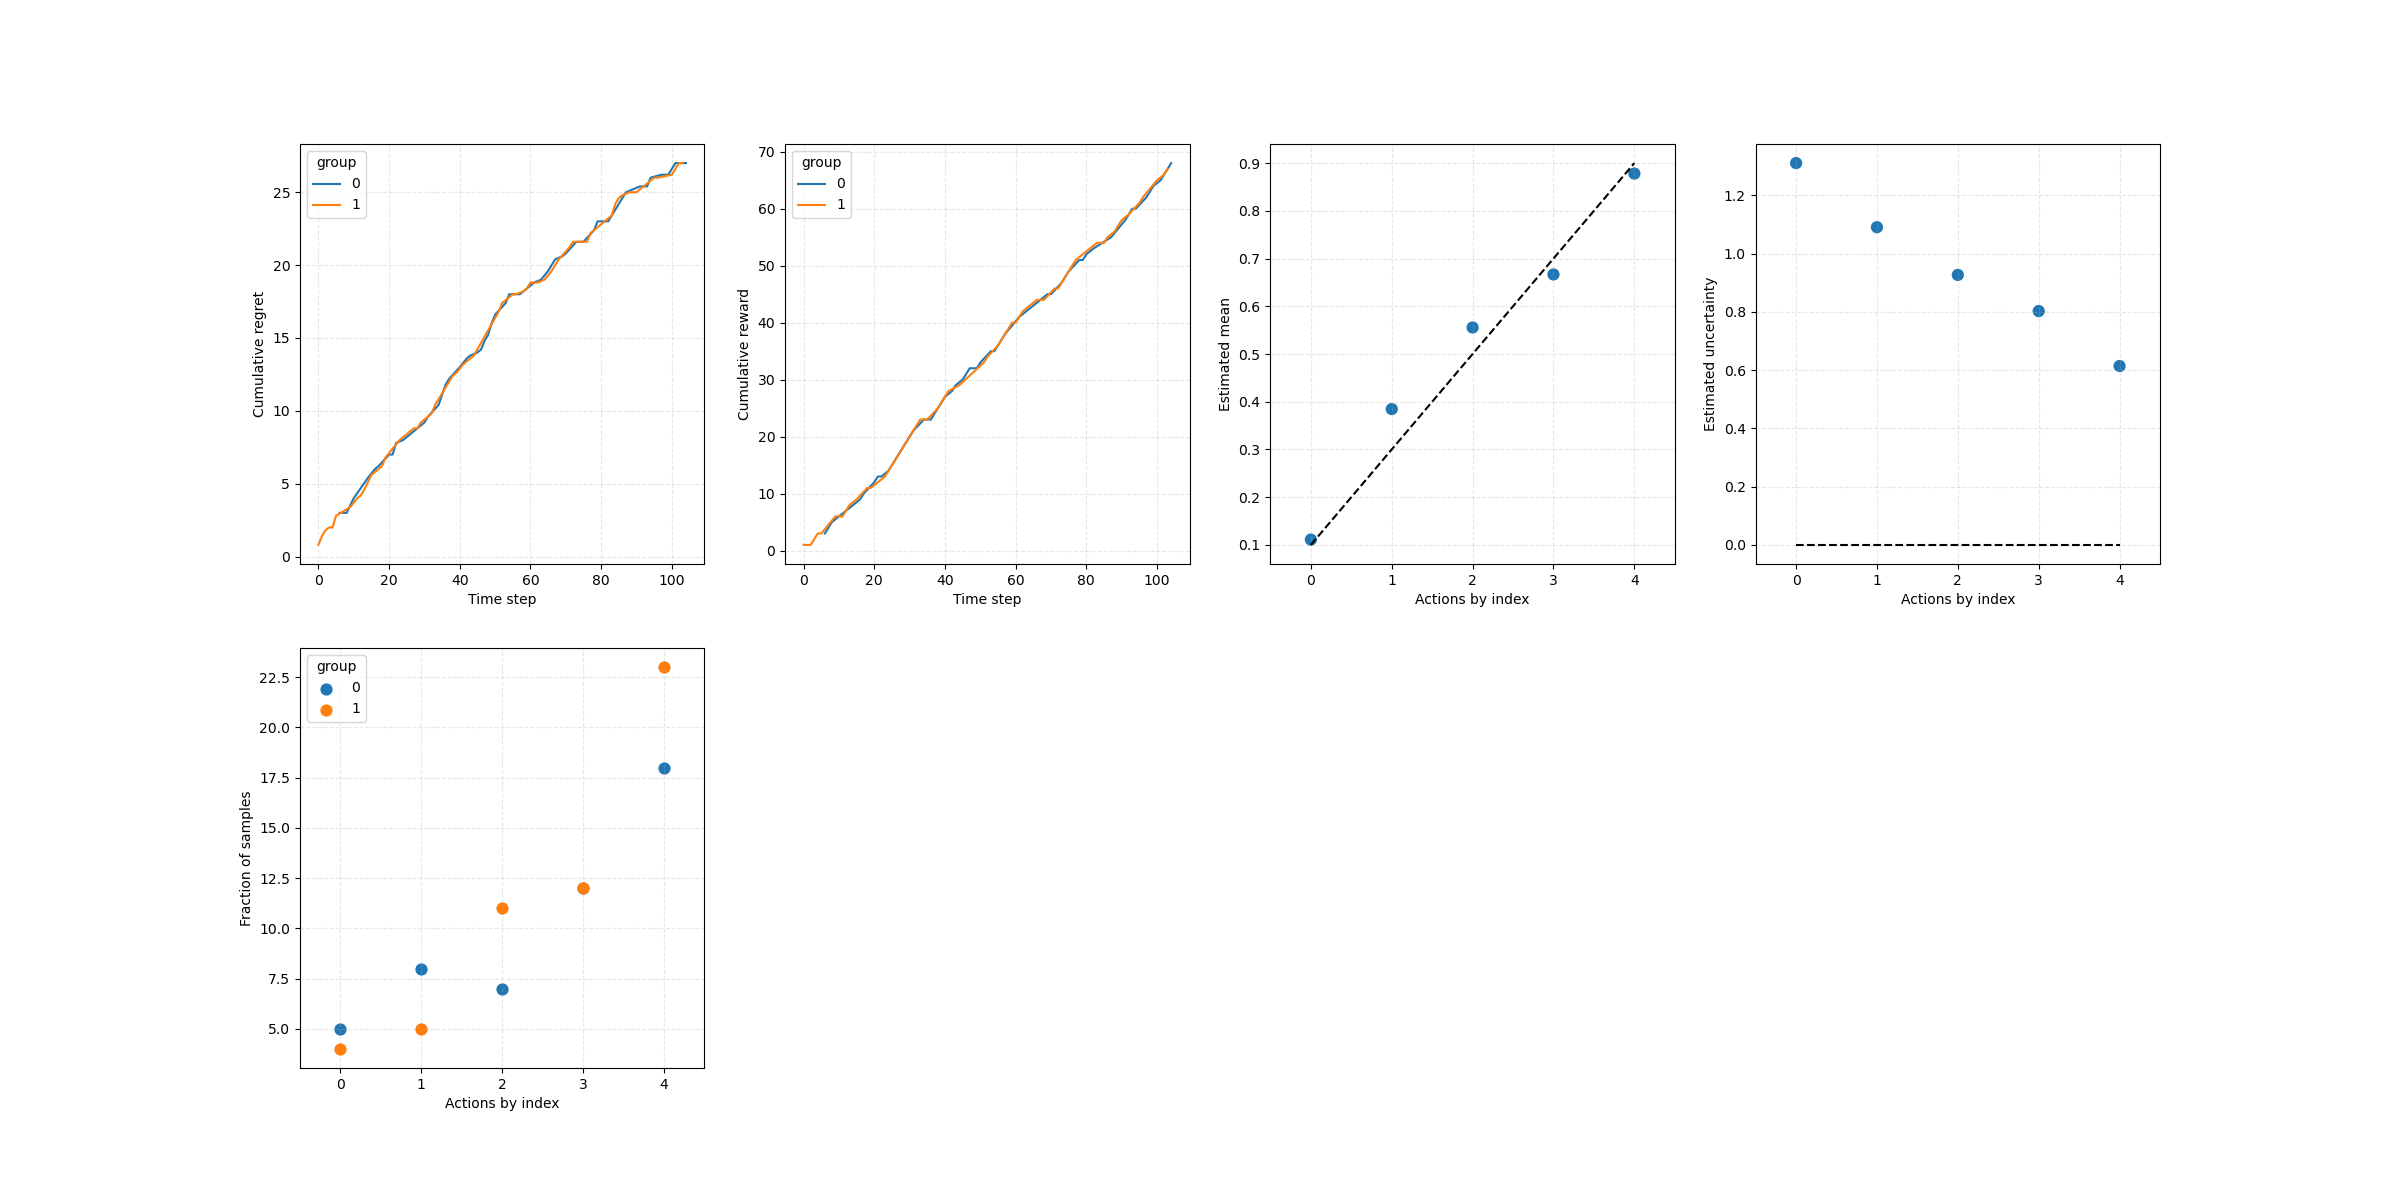 group
0
1
25
20
15
10
5
0
Cumulative regret
0 20 40 60 80 100
Time step
group
0
1
70
60
50
40
30
20
10
0
Cumulative reward
0 20 40 60 80 100
Time step
0.9
0.8
0.7
0.6
0.5
0.4
0.3
0.2
0.1
Estimated mean
0 1 2 3 4
Actions by index
1.2
1.0
0.8
0.6
0.4
0.2
0.0
Estimated uncertainty
0 1 2 3 4
Actions by index
group
0
1
22.5
20.0
17.5
15.0
12.5
10.0
7.5
5.0
Fraction of samples
0 1 2 3 4
Actions by index